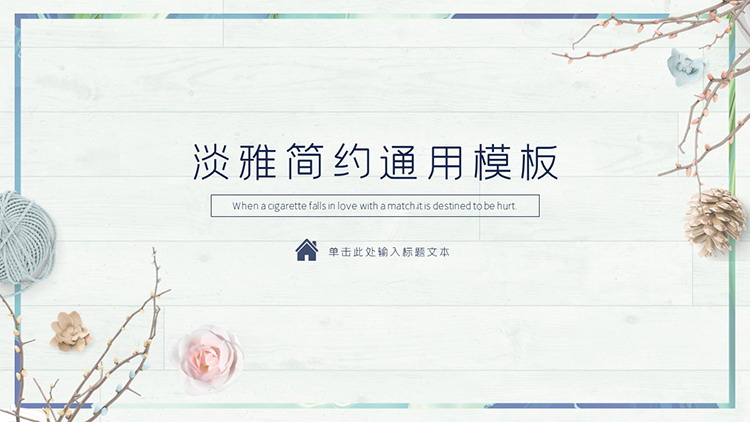 淡雅简约通用模板
When a cigarette falls in love with a match.it is destined to be hurt.
单击此处输入标题文本